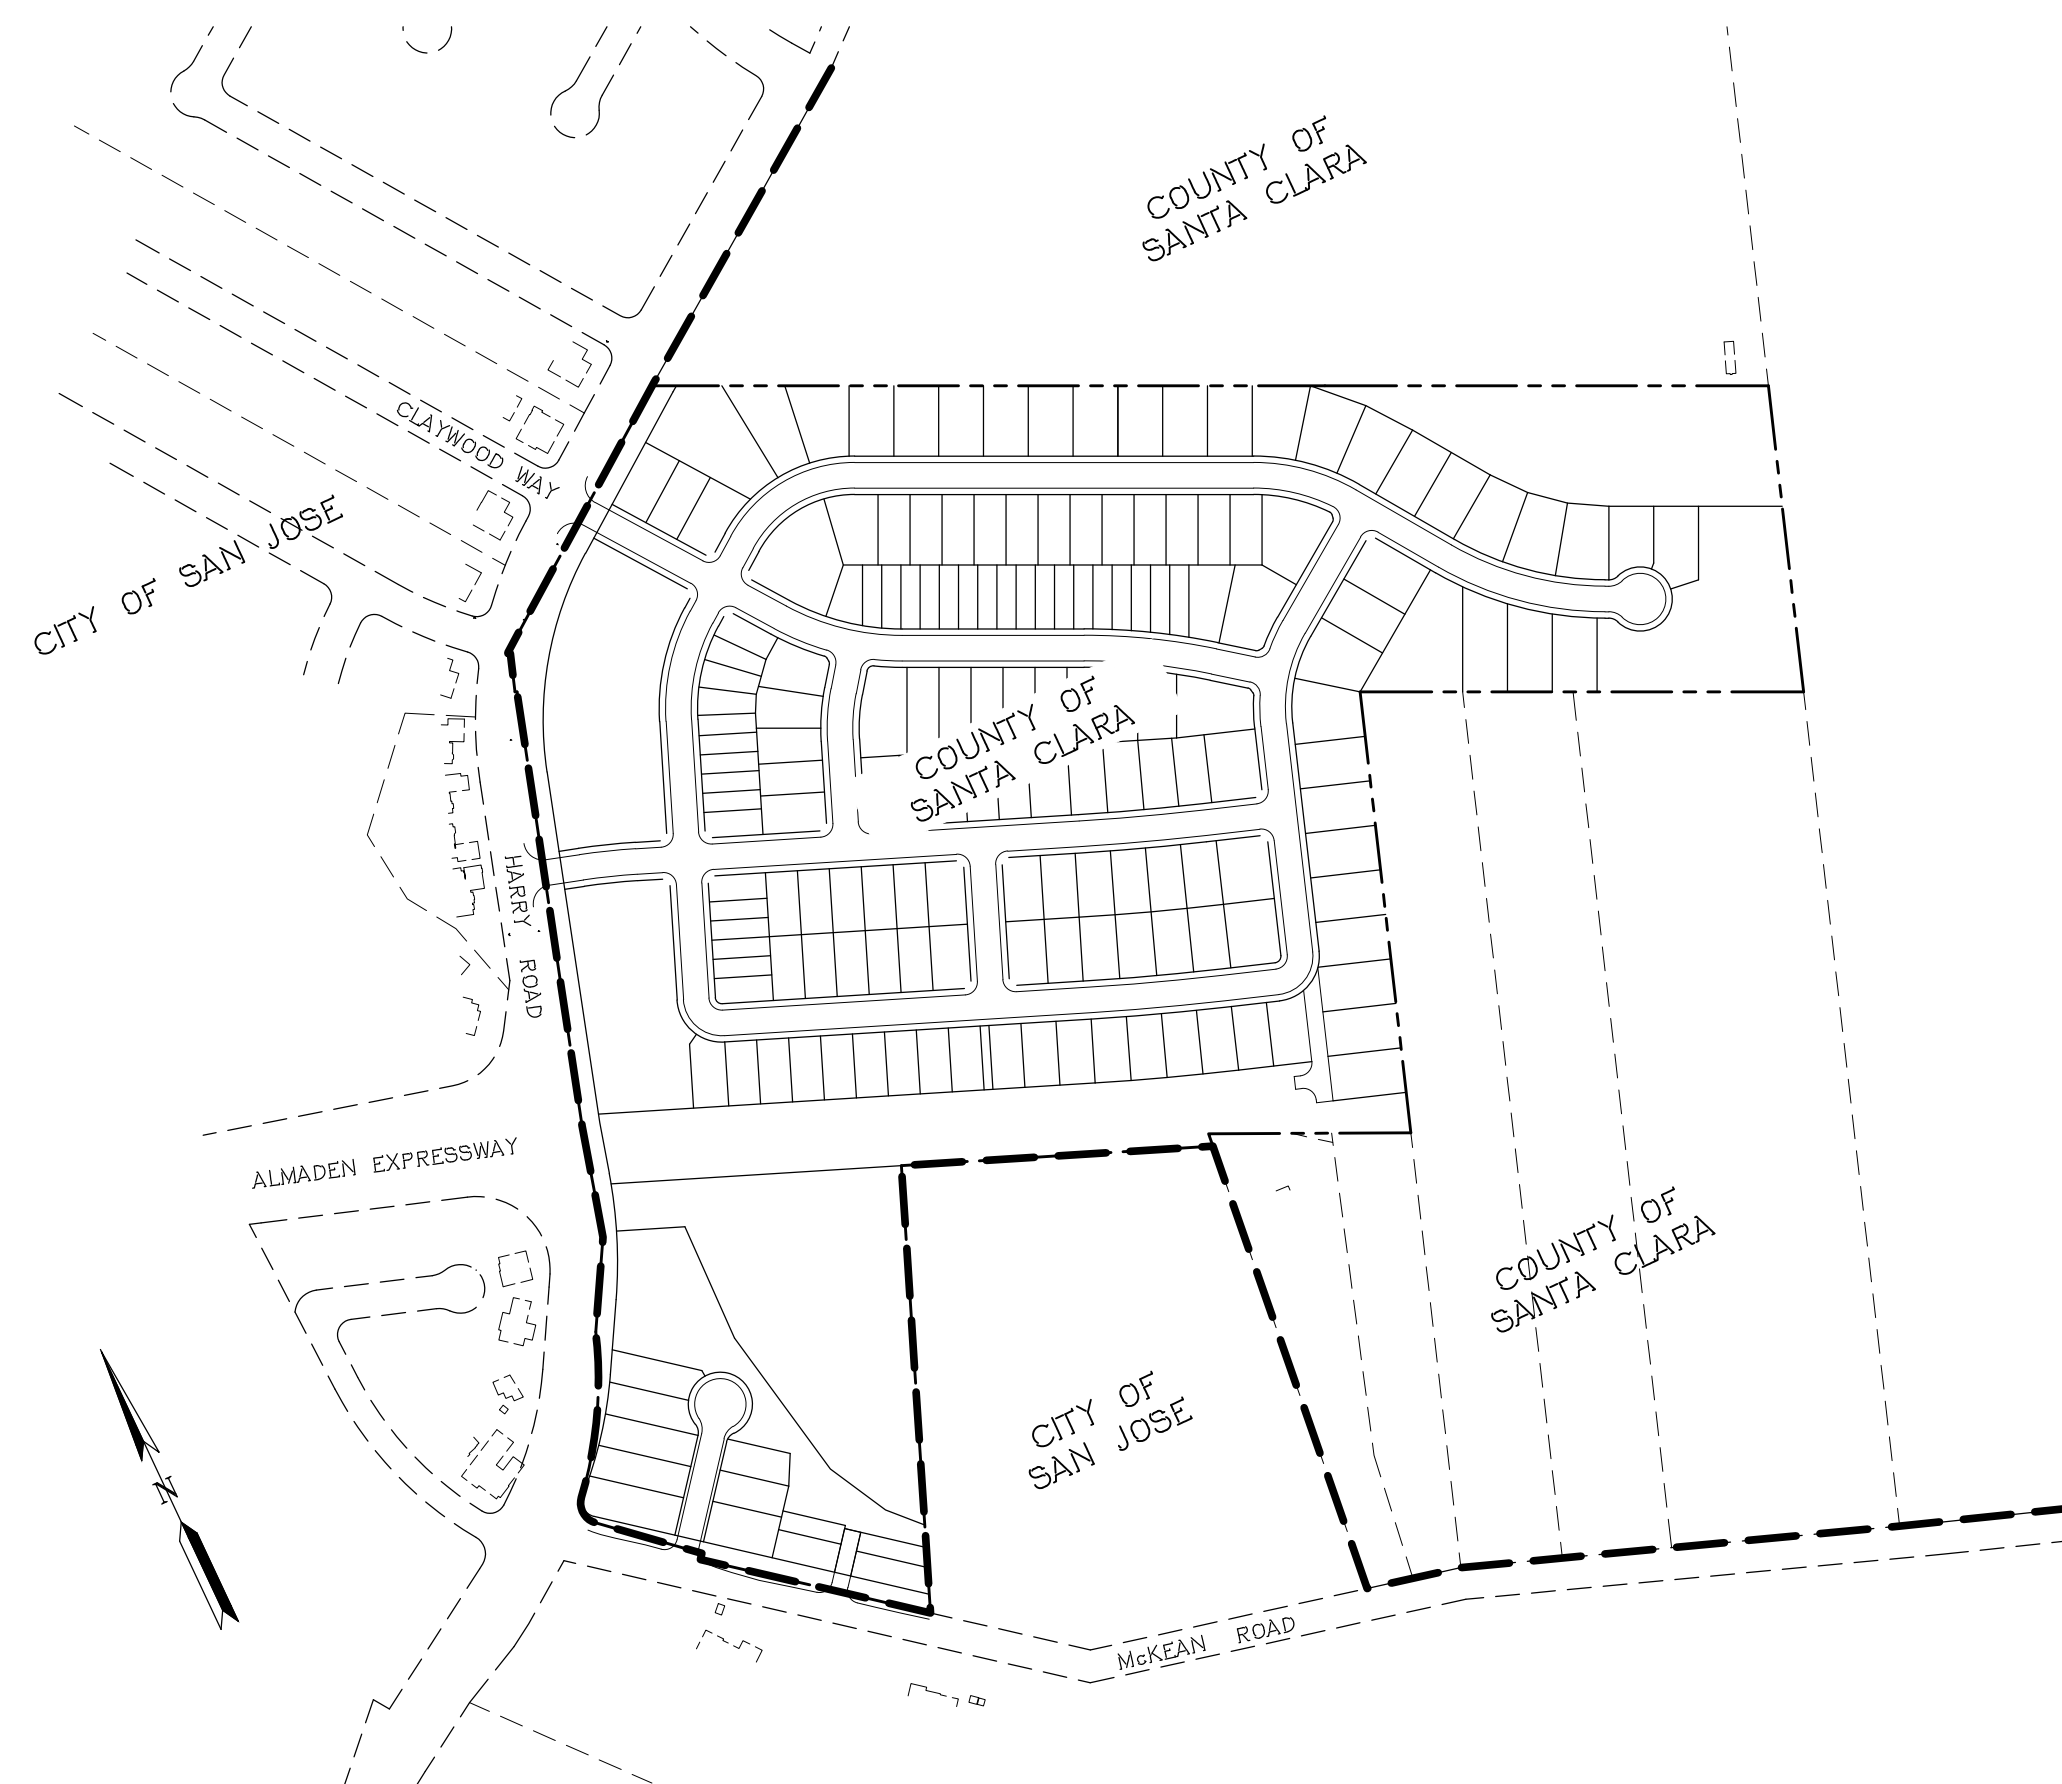 COUNTY OF
SANTA CLARA
CLAYWOOD WAY
CITY OF SAN JOSE
COUNTY OF
SANTA CLARA
HARRY ROAD
ALMADEN EXPRESSWAY
COUNTY OF
SANTA CLARA
CITY OF
SAN JOSE
N
McKEAN ROAD